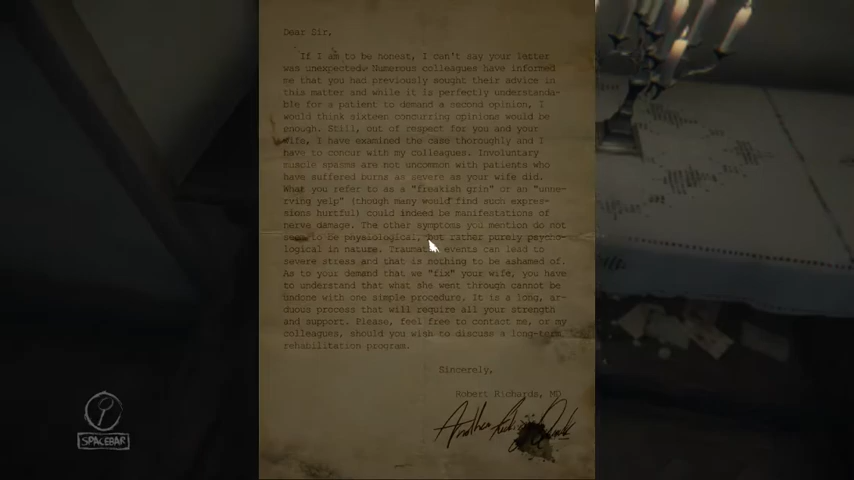 Dear Sir,
If I am to be honest, I can't say your letter
was unexpected. Numerous colleagues have informed
me that you had previously sought their advice in
this matter and while it is perfectly understanda-
ble for a patient to demand a second opinion, I
would think sixteen concurring opinions would be
enough. Still, out of respect for you and your
wife, I have examined the case thoroughly and I
have to concur with my colleagues. Involuntary
muscle spasms are not uncommon with patients who
have suffered burns as severe as your wife did.
What you refer to as a "freakish grin" or an "unne-
rving yelp" (though many would find such expres-
sions hurtful) could indeed be manifestations of
nerve damage. The other symptoms you mention do not
seem to be physiological, but rather purely psycho-
logical in nature. Traumatic events can lead to
severe stress and that is nothing to be ashamed of.
As to your demand that we "fix" your wife, you have
to understand that what she went through cannot be
undone with one simple procedure. It is a long, ar-
duous process that will require all your strength
and support. Please, feel free to contact me, or my
colleagues, should you wish to discuss a long-term
rehabilitation program.
Sincerely,
Robert Richards, MD
SPACEBAR